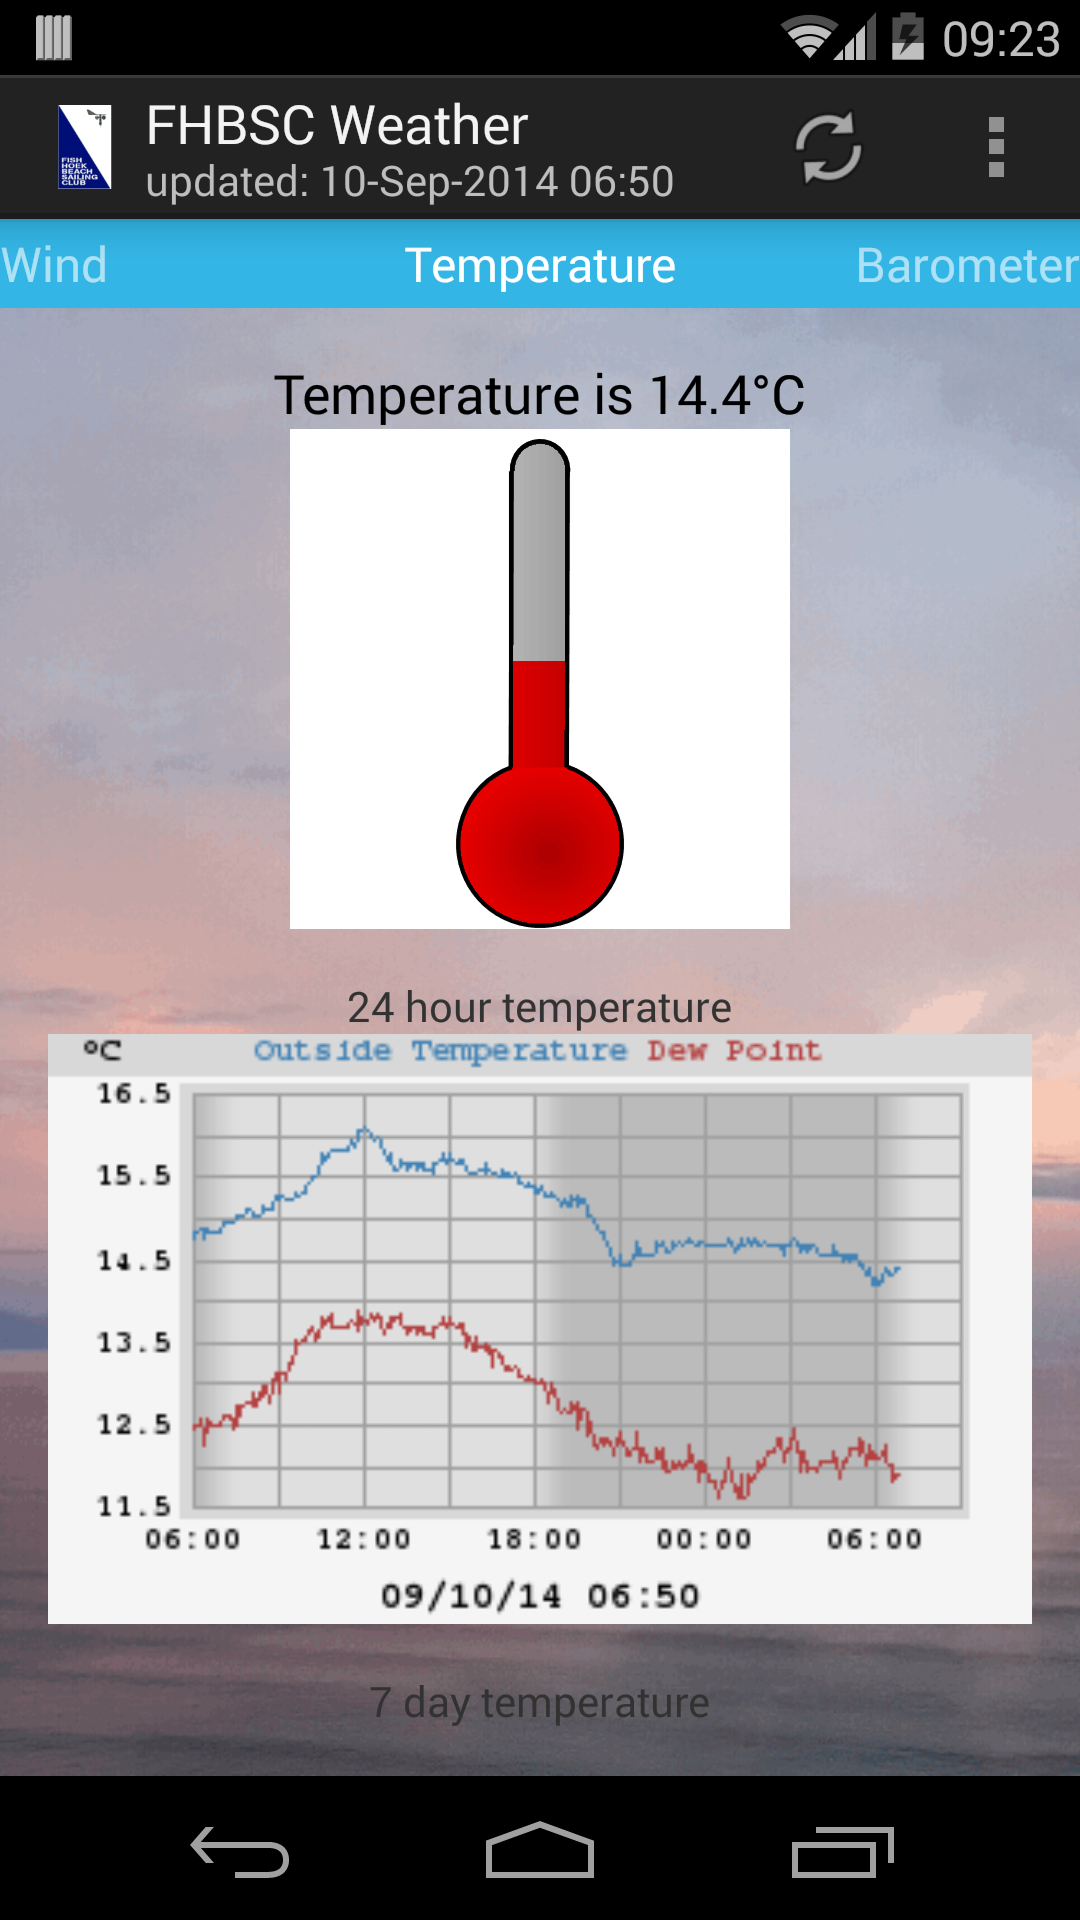 09:23
FHBSC Weather
updated: 10-Sep-2014 06:50
FISH
HOEK
BEACH
SAILING
CLUB
Wind Temperature Barometer
Temperature is 14.4°C
24 hour temperature
°C Outside Temperature Dew Point
16.5
15.5
14.5
13.5
12.5
11.5
06:00 12:00 18:00 00:00 06:00
09/10/14 06:50
7 day temperature